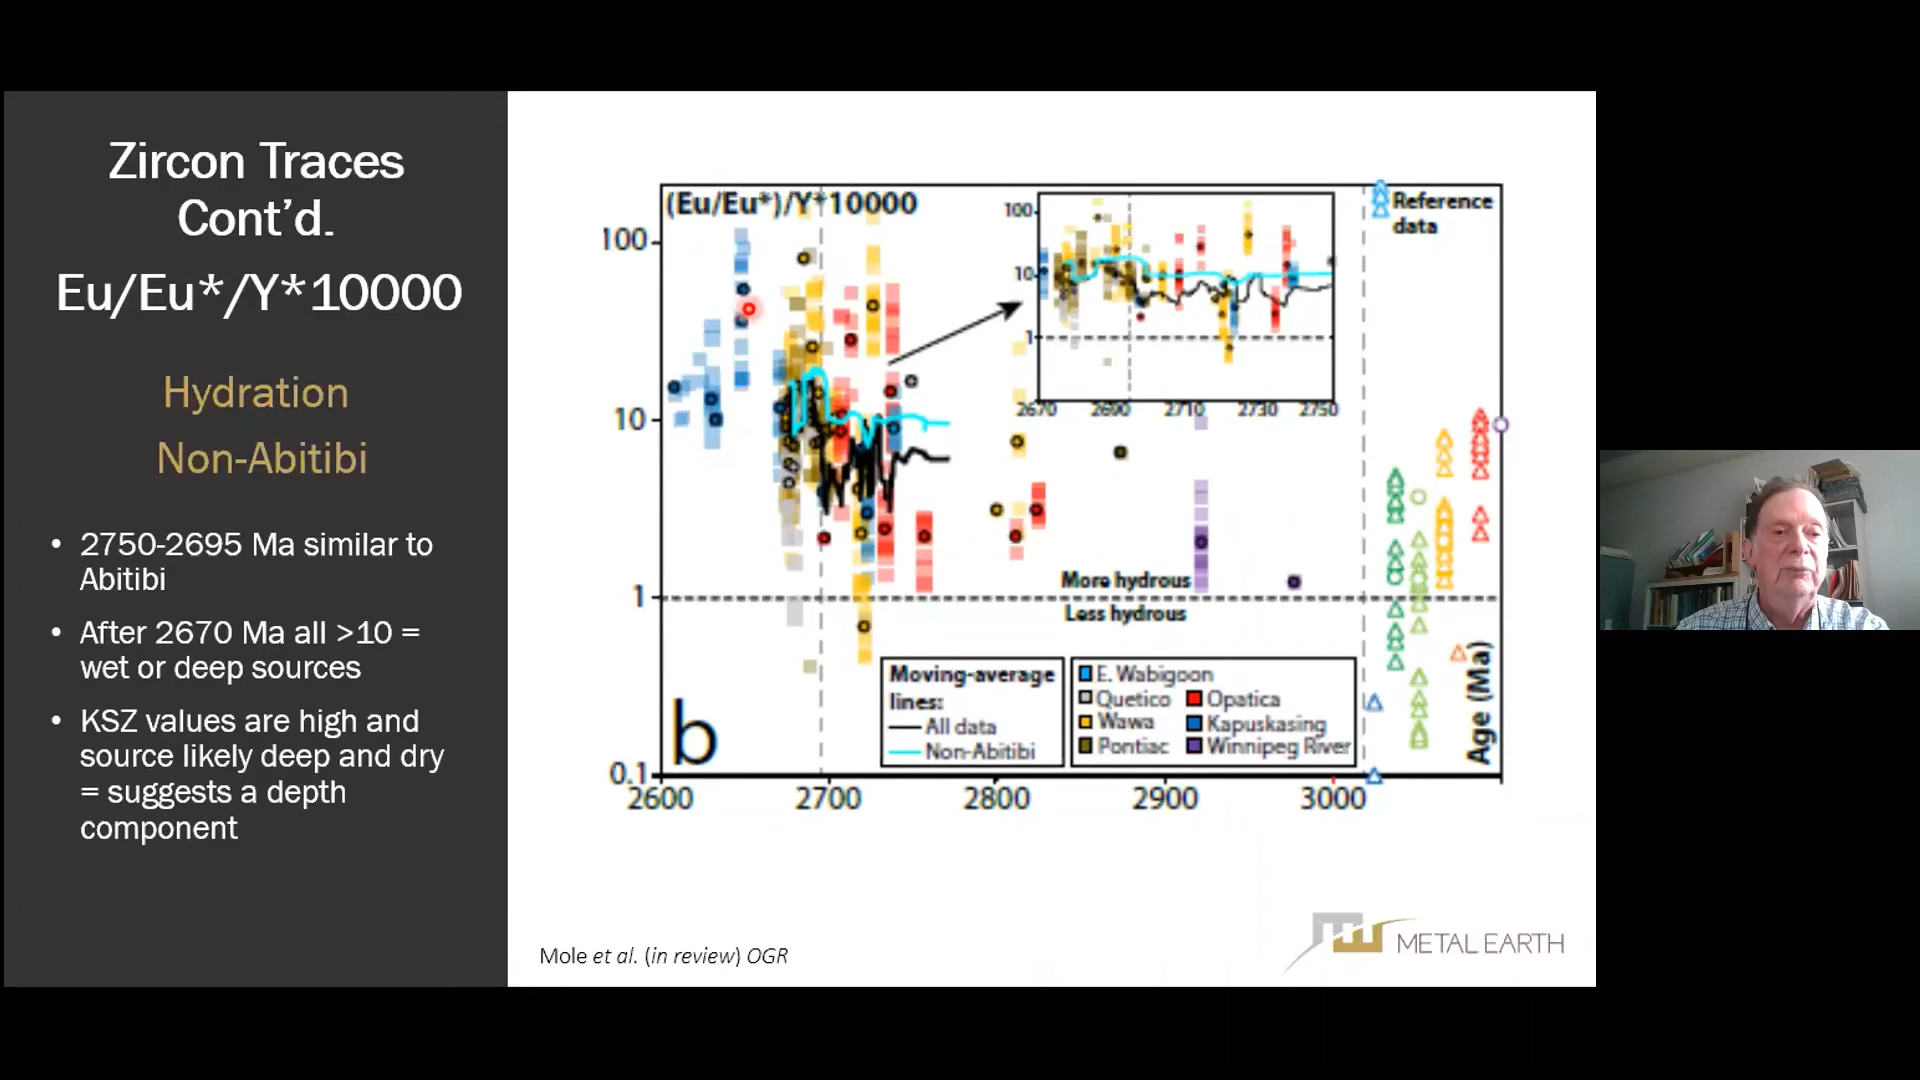 Zircon Traces
Cont'd.
Eu/Eu*/Y*10000
Hydration
Non-Abitibi
• 2750-2695 Ma similar to
Abitibi
• After 2670 Ma all >10 =
wet or deep sources
• KSZ values are high and
source likely deep and dry
= suggests a depth
component
(Eu/Eu*)/Y*10000
100
10
1
0.1
2600
2700
2800
2900
3000
100
10
1
2670
2690
2710
2730
2750
Reference
data
More hydrous
Less hydrous
Moving-average
lines:
All data
Non-Abitibi
E. Wabigoon
Quetico
Opatica
Wawa
Kapuskasing
Pontiac
Winnipeg River
Age (Ma)
b
Mole et al. (in review) OGR
METAL EARTH